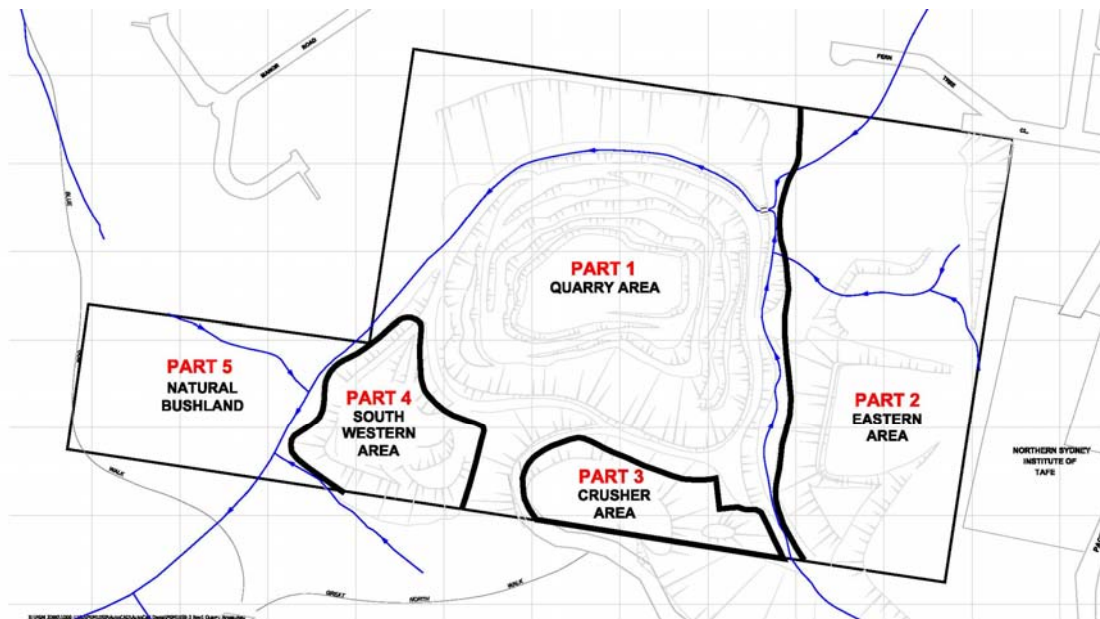 MANOR ROAD
FERN TREE CL.
BLUE
GUM
WALK
PART 1
QUARRY AREA
PART 5
NATURAL
BUSHLAND
PART 4
SOUTH
WESTERN
AREA
PART 2
EASTERN
AREA
PART 3
CRUSHER
AREA
NORTHERN SYDNEY
INSTITUTE OF
TAFE
GREAT NORTH WALK